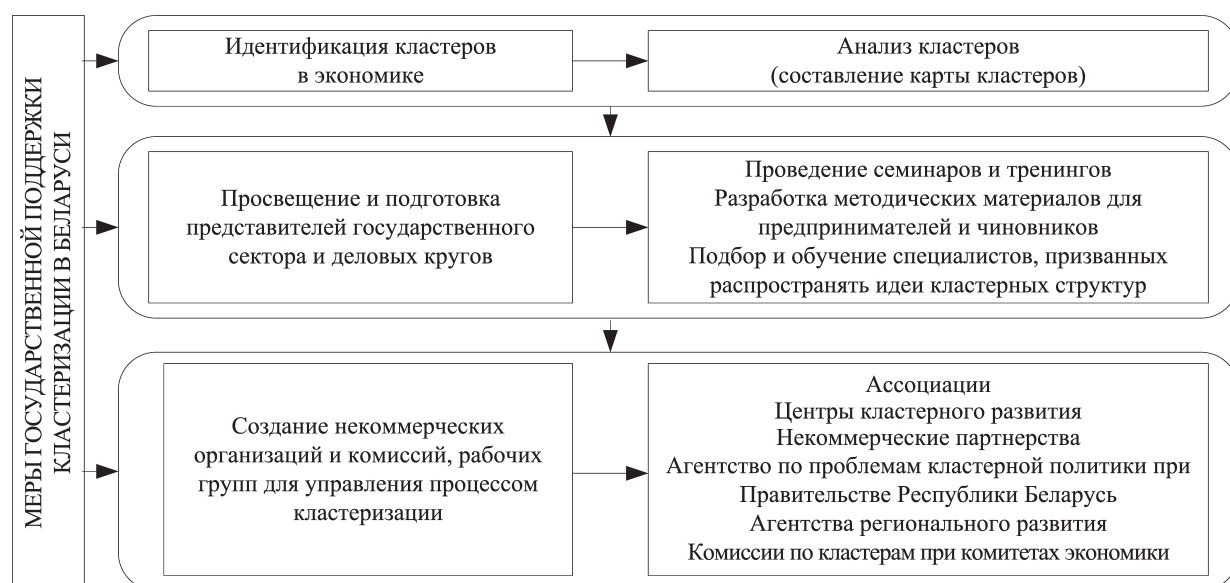 МЕРЫ ГОСУДАРСТВЕННОЙ ПОДДЕРЖКИ
КЛАСТЕРИЗАЦИИ В БЕЛАРУСИ
Идентификация кластеров
в экономике
Анализ кластеров
(составление карты кластеров)
Просвещение и подготовка
представителей государственного
сектора и деловых кругов
Проведение семинаров и тренингов
Разработка методических материалов для
предпринимателей и чиновников
Подбор и обучение специалистов, призванных
распространять идеи кластерных структур
Создание некоммерческих
организаций и комиссий, рабочих
групп для управления процессом
кластеризации
Ассоциации
Центры кластерного развития
Некоммерческие партнерства
Агентство по проблемам кластерной политики при
Правительстве Республики Беларусь
Агентства регионального развития
Комиссии по кластерам при комитетах экономики